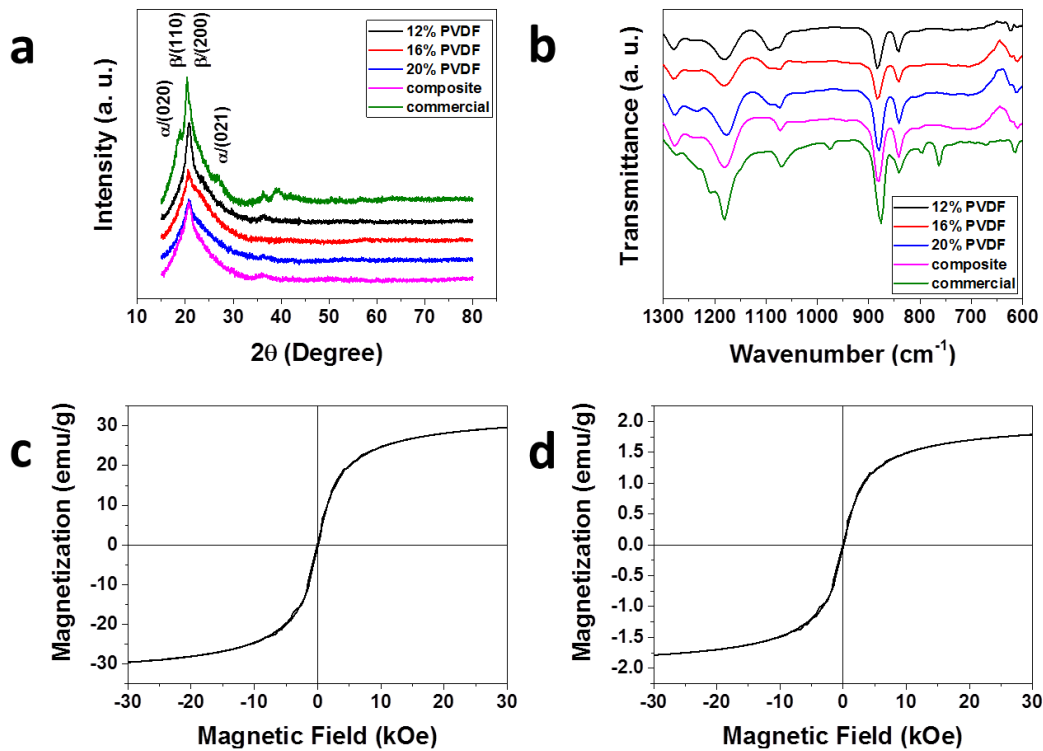 a
Intensity (a. u.)
α/(020)
β/(110)
β/(200)
α/(021)
12% PVDF
16% PVDF
20% PVDF
composite
commercial
10 20 30 40 50 60 70 80
2θ (Degree)
b
Transmittance (a. u.)
12% PVDF
16% PVDF
20% PVDF
composite
commercial
1300 1200 1100 1000 900 800 700 600
Wavenumber (cm⁻¹)
c
Magnetization (emu/g)
30
20
10
0
-10
-20
-30
-30 -20 -10 0 10 20 30
Magnetic Field (kOe)
d
Magnetization (emu/g)
2.0
1.5
1.0
0.5
0.0
-0.5
-1.0
-1.5
-2.0
-30 -20 -10 0 10 20 30
Magnetic Field (kOe)